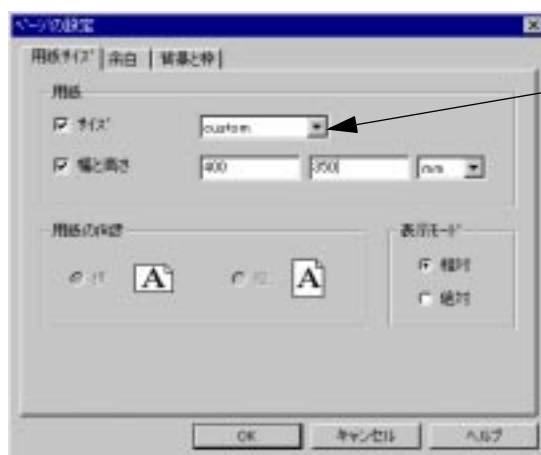 ページの設定
用紙サイズ 余白 背景と枠
用紙
サイズ custom
幅と高さ 400 350 mm
用紙の向き 表示モード
A A 相対
絶対
OK キャンセル ヘルプ